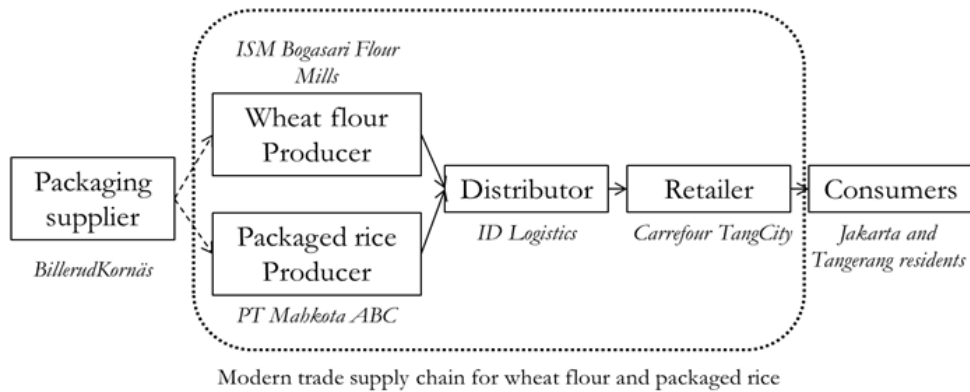 ISM Bogasari Flour
Mills
Wheat flour
Producer
Packaging
supplier
BillerudKornäs
Packaged rice
Producer
PT Mahkota ABC
Distributor
ID Logistics
Retailer
Carrefour TangCity
Consumers
Jakarta and
Tangerang residents
Modern trade supply chain for wheat flour and packaged rice